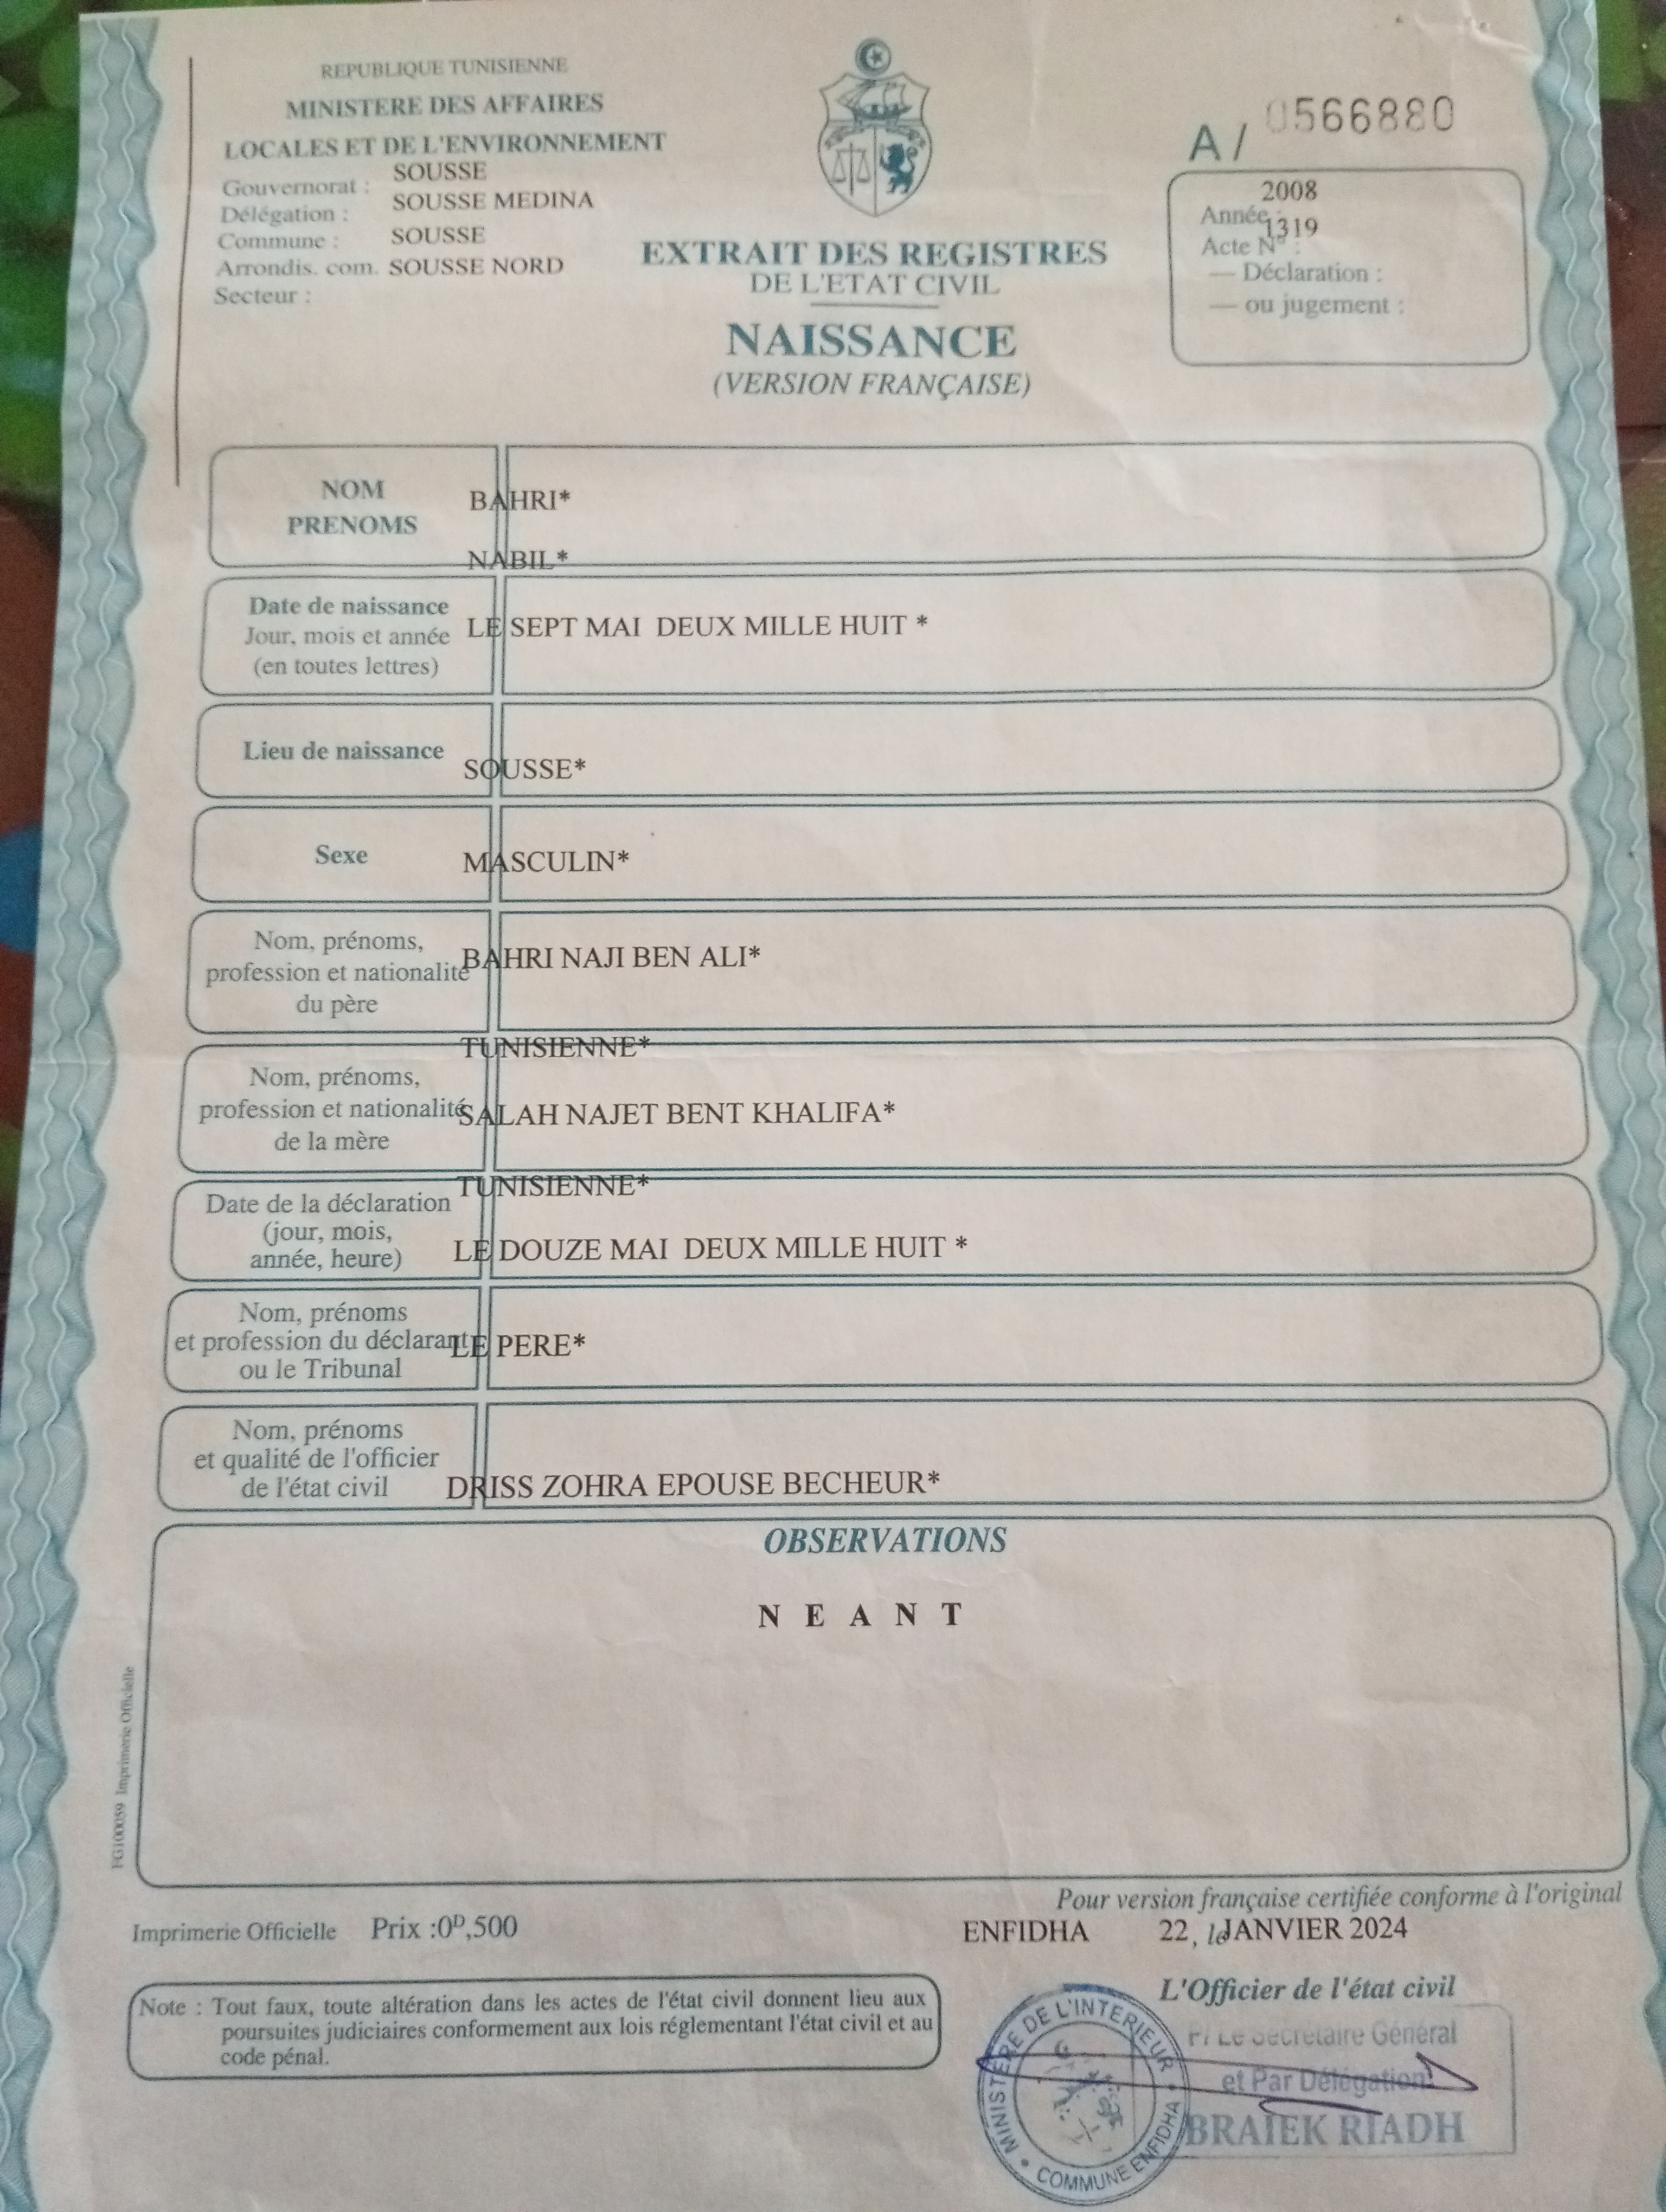 REPUBLIQUE TUNISIENNE
MINISTERE DES AFFAIRES
LOCALES ET DE L'ENVIRONNEMENT
Gouvernorat : SOUSSE
Délégation : SOUSSE MEDINA
Commune : SOUSSE
Arrondis. com. SOUSSE NORD
Secteur :
A / 0566880
Année : 2008
Acte N° : 1319
— Déclaration :
— ou jugement :
EXTRAIT DES REGISTRES
DE L'ETAT CIVIL
NAISSANCE
(VERSION FRANÇAISE)
NOM BAHRI*
PRENOMS
NABIL*
Date de naissance
Jour, mois et année LE SEPT MAI DEUX MILLE HUIT *
(en toutes lettres)
Lieu de naissance
SOUSSE*
Sexe MASCULIN*
Nom, prénoms,
profession et nationalité BAHRI NAJI BEN ALI*
du père
TUNISIENNE*
Nom, prénoms,
profession et nationalité SALAH NAJET BENT KHALIFA*
de la mère
TUNISIENNE*
Date de la déclaration
(jour, mois,
année, heure) LE DOUZE MAI DEUX MILLE HUIT *
Nom, prénoms
et profession du déclarant LE PERE*
ou le Tribunal
Nom, prénoms
et qualité de l'officier
de l'état civil DRISS ZOHRA EPOUSE BECHEUR*
OBSERVATIONS
N E A N T
FG100059 Imprimerie Officielle
Pour version française certifiée conforme à l'original
Imprimerie Officielle Prix :0D,500
ENFIDHA 22 , le JANVIER 2024
L'Officier de l'état civil
Note : Tout faux, toute altération dans les actes de l'état civil donnent lieu aux
poursuites judiciaires conformement aux lois réglementant l'état civil et au
code pénal.
P/ Le Secrétaire Général
et Par Délégation
BRAIEK RIADH
MINISTÈRE DE L'INTERIEUR
COMMUNE ENFIDHA